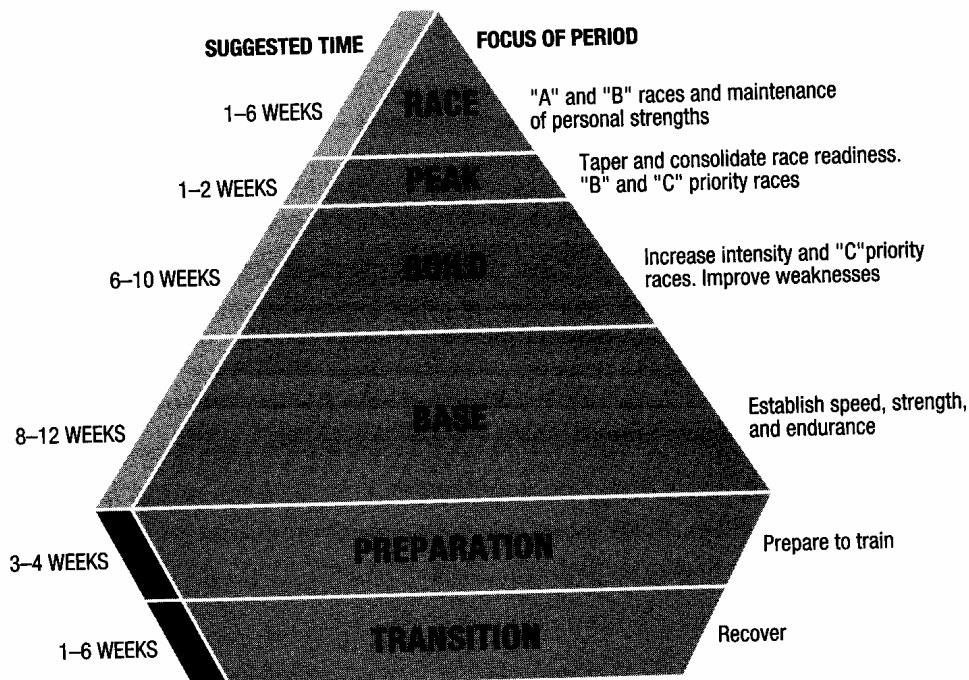 SUGGESTED TIME
FOCUS OF PERIOD
1–6 WEEKS
RACE
"A" and "B" races and maintenance
of personal strengths
1–2 WEEKS
PEAK
Taper and consolidate race readiness.
"B" and "C" priority races
6–10 WEEKS
BUILD
Increase intensity and "C"priority
races. Improve weaknesses
8–12 WEEKS
BASE
Establish speed, strength,
and endurance
3–4 WEEKS
PREPARATION
Prepare to train
1–6 WEEKS
TRANSITION
Recover